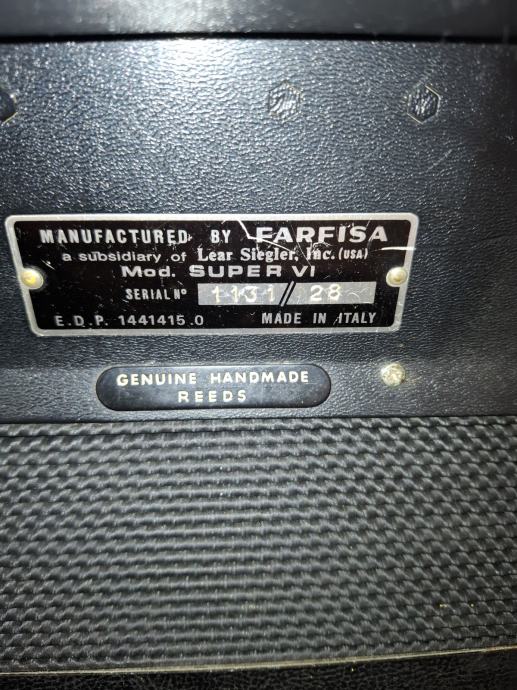 MANUFACTURED BY FARFISA
a subsidiary of Lear Siegler, Inc. (USA)
Mod. SUPER VI
SERIAL Nº 1131//28
E.D.P. 1441415.0 MADE IN ITALY
GENUINE HANDMADE
REEDS